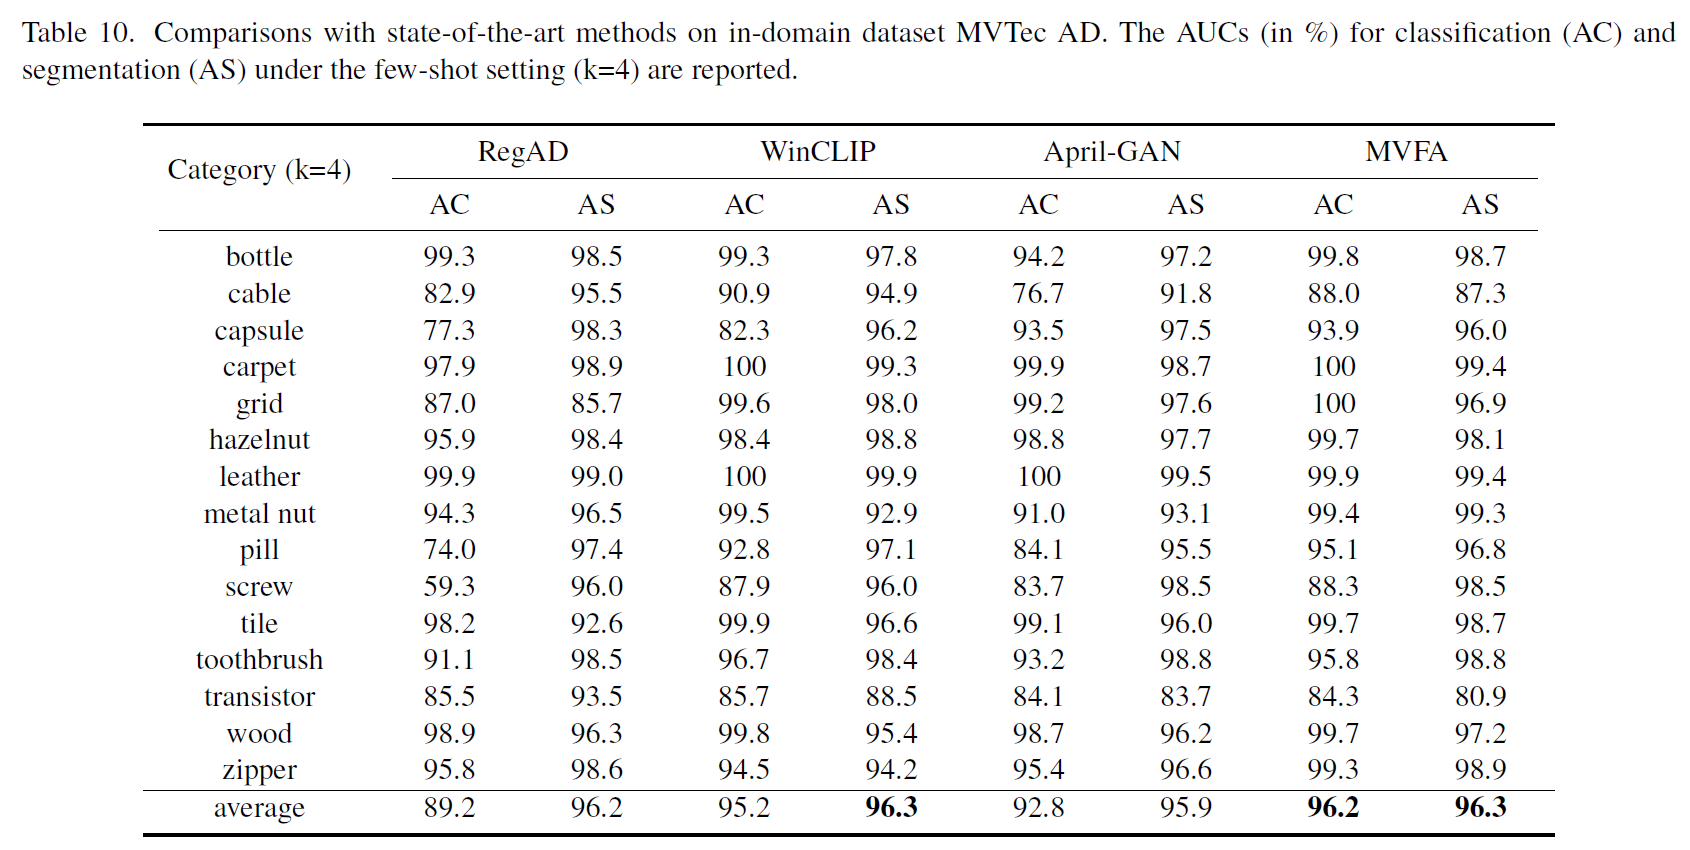 Table 10. Comparisons with state-of-the-art methods on in-domain dataset MVTec AD. The AUCs (in %) for classification (AC) and
segmentation (AS) under the few-shot setting (k=4) are reported.
Category (k=4) RegAD WinCLIP April-GAN MVFA
AC AS AC AS AC AS AC AS
bottle 99.3 98.5 99.3 97.8 94.2 97.2 99.8 98.7
cable 82.9 95.5 90.9 94.9 76.7 91.8 88.0 87.3
capsule 77.3 98.3 82.3 96.2 93.5 97.5 93.9 96.0
carpet 97.9 98.9 100 99.3 99.9 98.7 100 99.4
grid 87.0 85.7 99.6 98.0 99.2 97.6 100 96.9
hazelnut 95.9 98.4 98.4 98.8 98.8 97.7 99.7 98.1
leather 99.9 99.0 100 99.9 100 99.5 99.9 99.4
metal nut 94.3 96.5 99.5 92.9 91.0 93.1 99.4 99.3
pill 74.0 97.4 92.8 97.1 84.1 95.5 95.1 96.8
screw 59.3 96.0 87.9 96.0 83.7 98.5 88.3 98.5
tile 98.2 92.6 99.9 96.6 99.1 96.0 99.7 98.7
toothbrush 91.1 98.5 96.7 98.4 93.2 98.8 95.8 98.8
transistor 85.5 93.5 85.7 88.5 84.1 83.7 84.3 80.9
wood 98.9 96.3 99.8 95.4 98.7 96.2 99.7 97.2
zipper 95.8 98.6 94.5 94.2 95.4 96.6 99.3 98.9
average 89.2 96.2 95.2 96.3 92.8 95.9 96.2 96.3